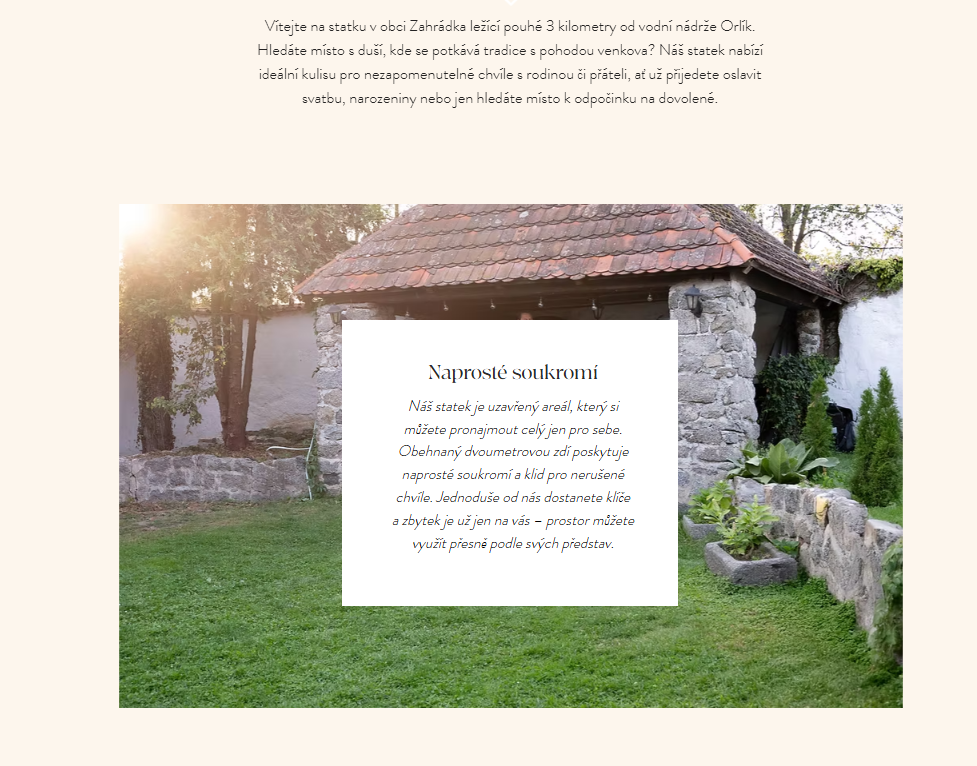 Vítejte na statku v obci Zahrádka ležící pouhé 3 kilometry od vodní nádrže Orlík.
Hledáte místo s duší, kde se potkává tradice s pohodou venkova? Náš statek nabízí
ideální kulisu pro nezapomenutelné chvíle s rodinou či přáteli, ať už přijedete oslavit
svatbu, narozeniny nebo jen hledáte místo k odpočinku na dovolené.
Naprosté soukromí
Náš statek je uzavřený areál, který si
můžete pronajmout celý jen pro sebe.
Obehnaný dvoumetrovou zdí poskytuje
naprosté soukromí a klid pro nerušené
chvíle. Jednoduše od nás dostanete klíče
a zbytek je už jen na vás – prostor můžete
využít přesně podle svých představ.